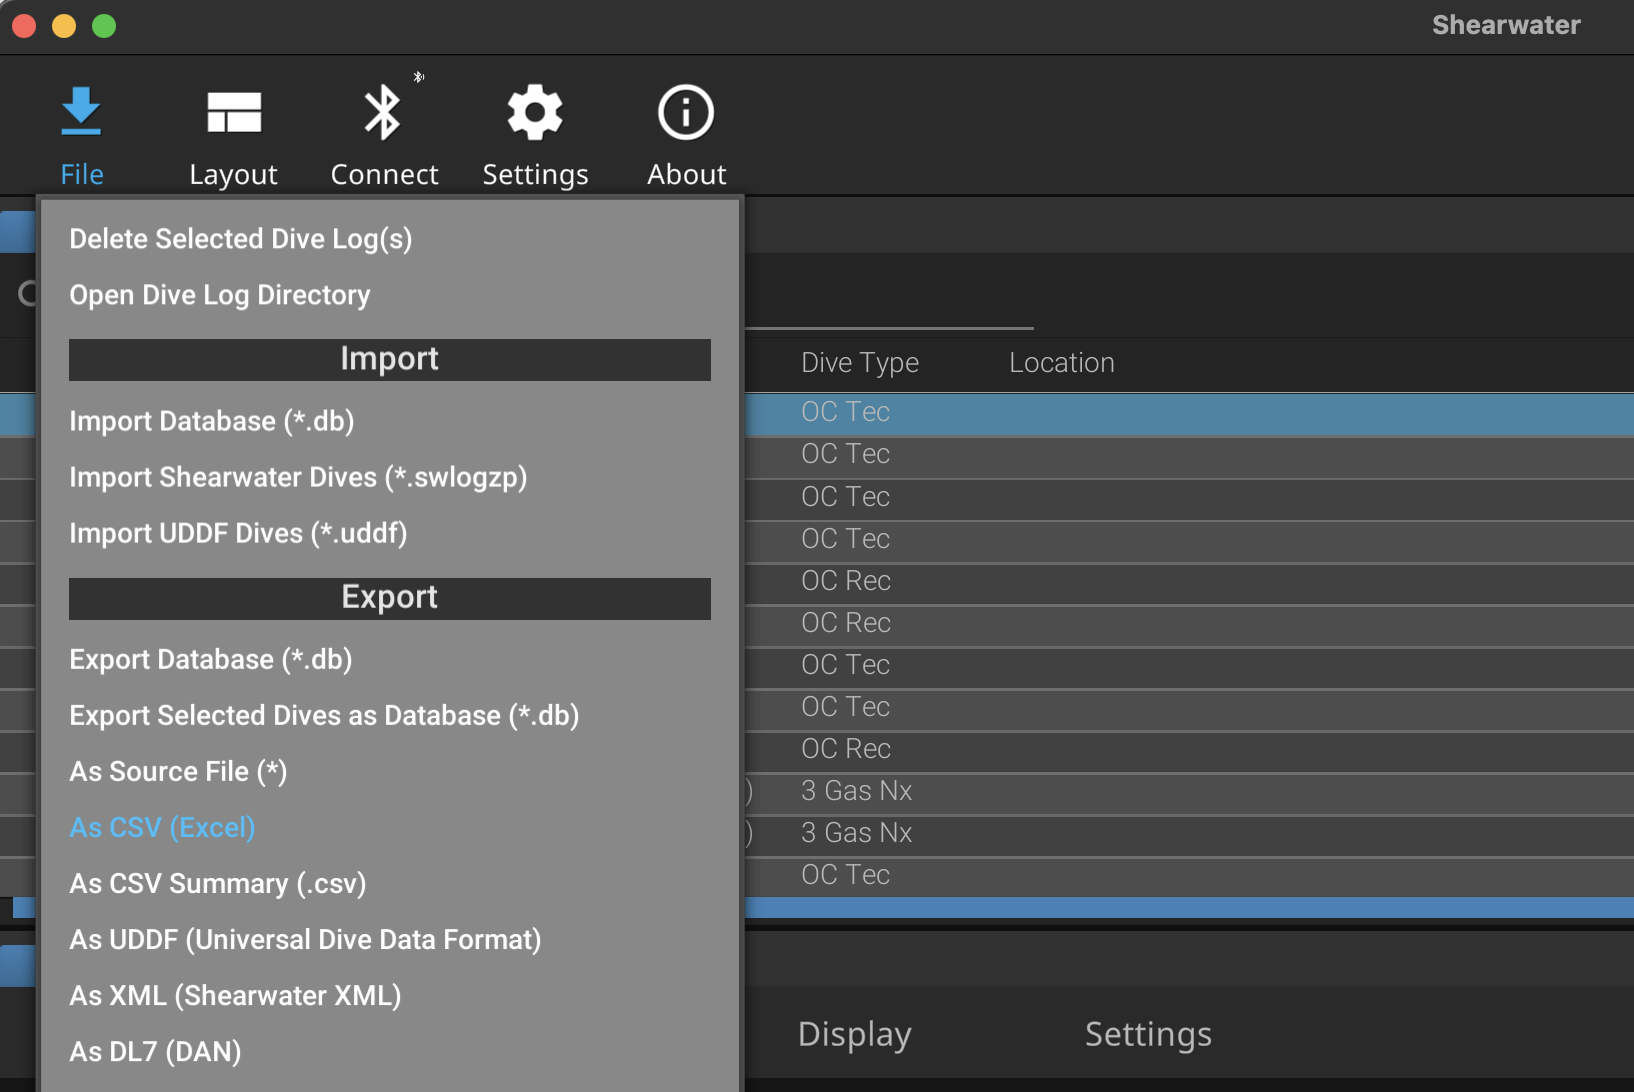 Shearwater
File
Layout
Connect
Settings
About
Delete Selected Dive Log(s)
Open Dive Log Directory
Import
Import Database (*.db)
Import Shearwater Dives (*.swlogzp)
Import UDDF Dives (*.uddf)
Export
Export Database (*.db)
Export Selected Dives as Database (*.db)
As Source File (*)
As CSV (Excel)
As CSV Summary (.csv)
As UDDF (Universal Dive Data Format)
As XML (Shearwater XML)
As DL7 (DAN)
Dive Type Location
OC Tec
OC Tec
OC Tec
OC Tec
OC Rec
OC Rec
OC Tec
OC Tec
OC Rec
) 3 Gas Nx
) 3 Gas Nx
OC Tec
Display Settings